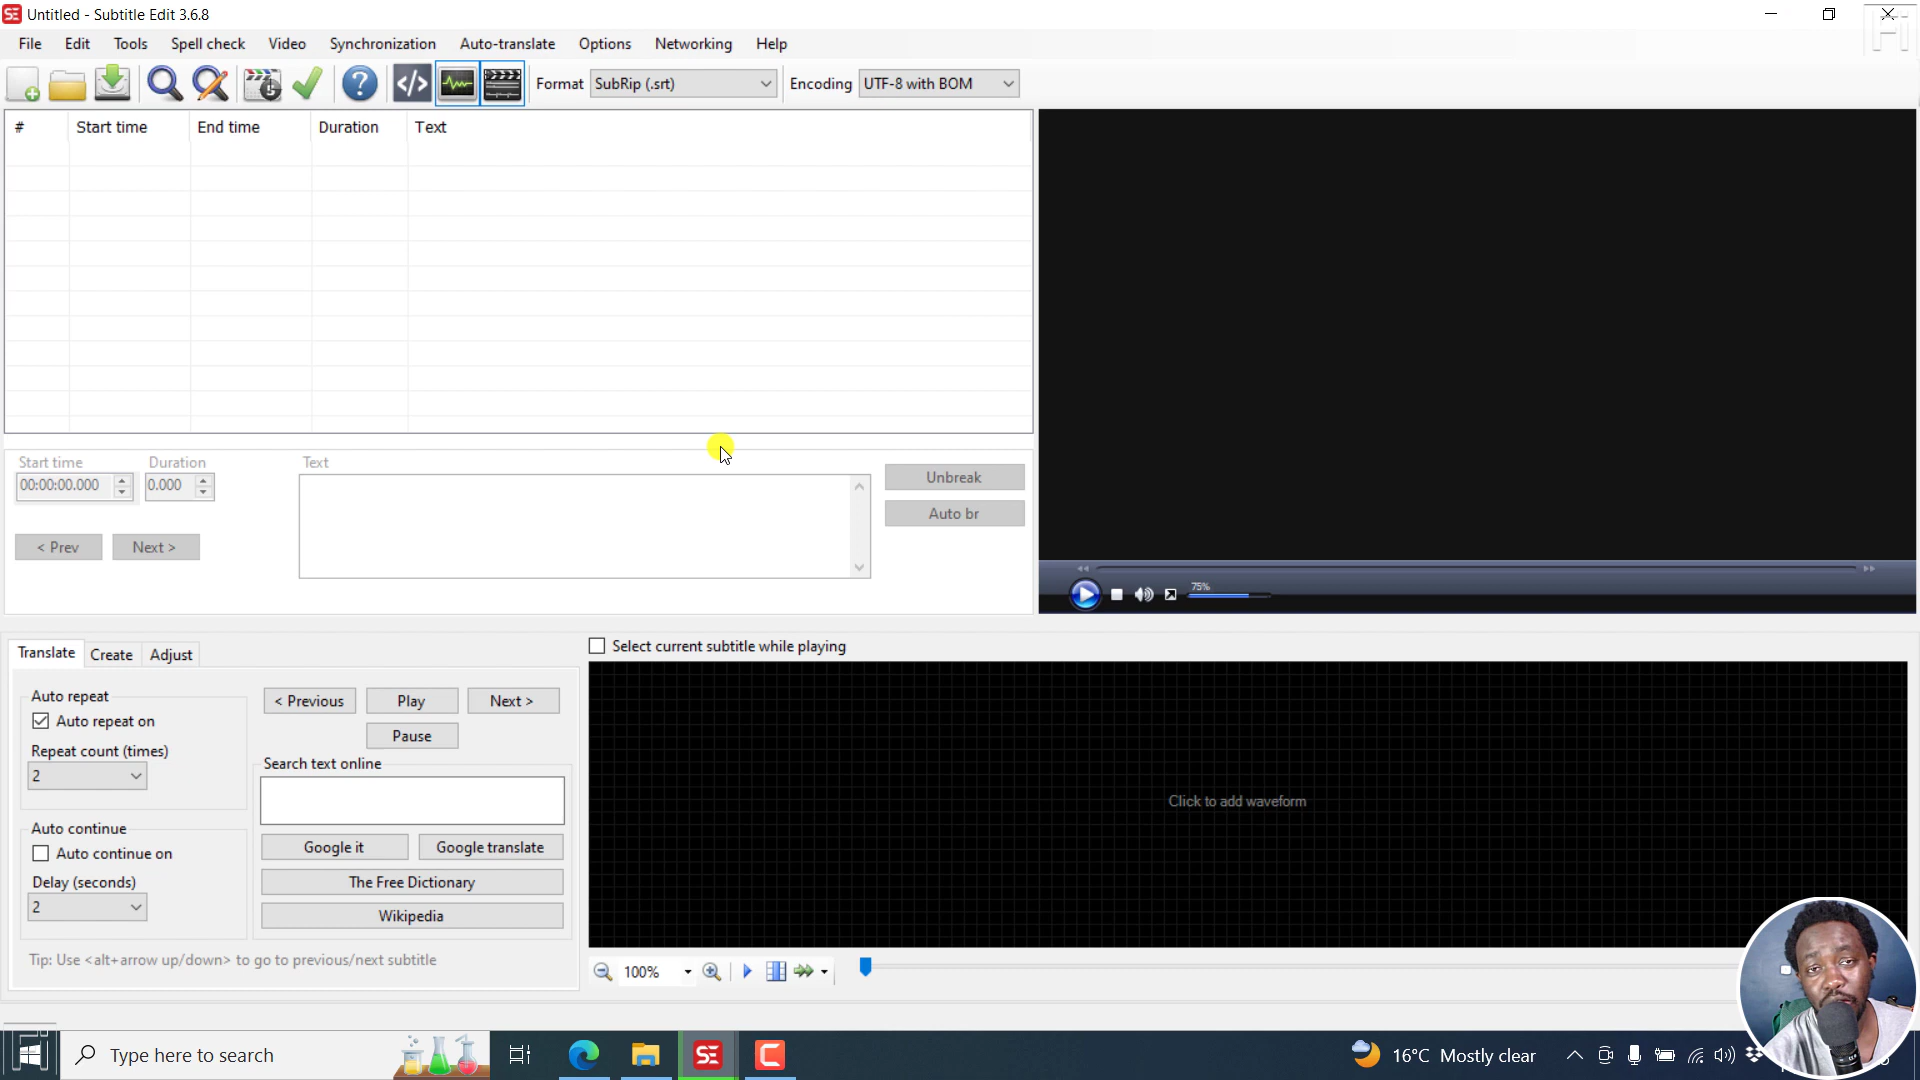 SE Untitled - Subtitle Edit 3.6.8
File Edit Tools Spell check Video Synchronization Auto-translate Options Networking Help
Format SubRip (.srt) Encoding UTF-8 with BOM
# Start time End time Duration Text
Start time Duration Text
00:00:00.000 0.000
Unbreak
Auto br
< Prev Next >
75%
Translate Create Adjust
Select current subtitle while playing
Auto repeat
Auto repeat on
Repeat count (times)
2
< Previous Play Next >
Pause
Search text online
Click to add waveform
Auto continue
Auto continue on
Delay (seconds)
2
Google it Google translate
The Free Dictionary
Wikipedia
Tip: Use <alt+arrow up/down> to go to previous/next subtitle
100%
Type here to search
SE
16°C Mostly clear